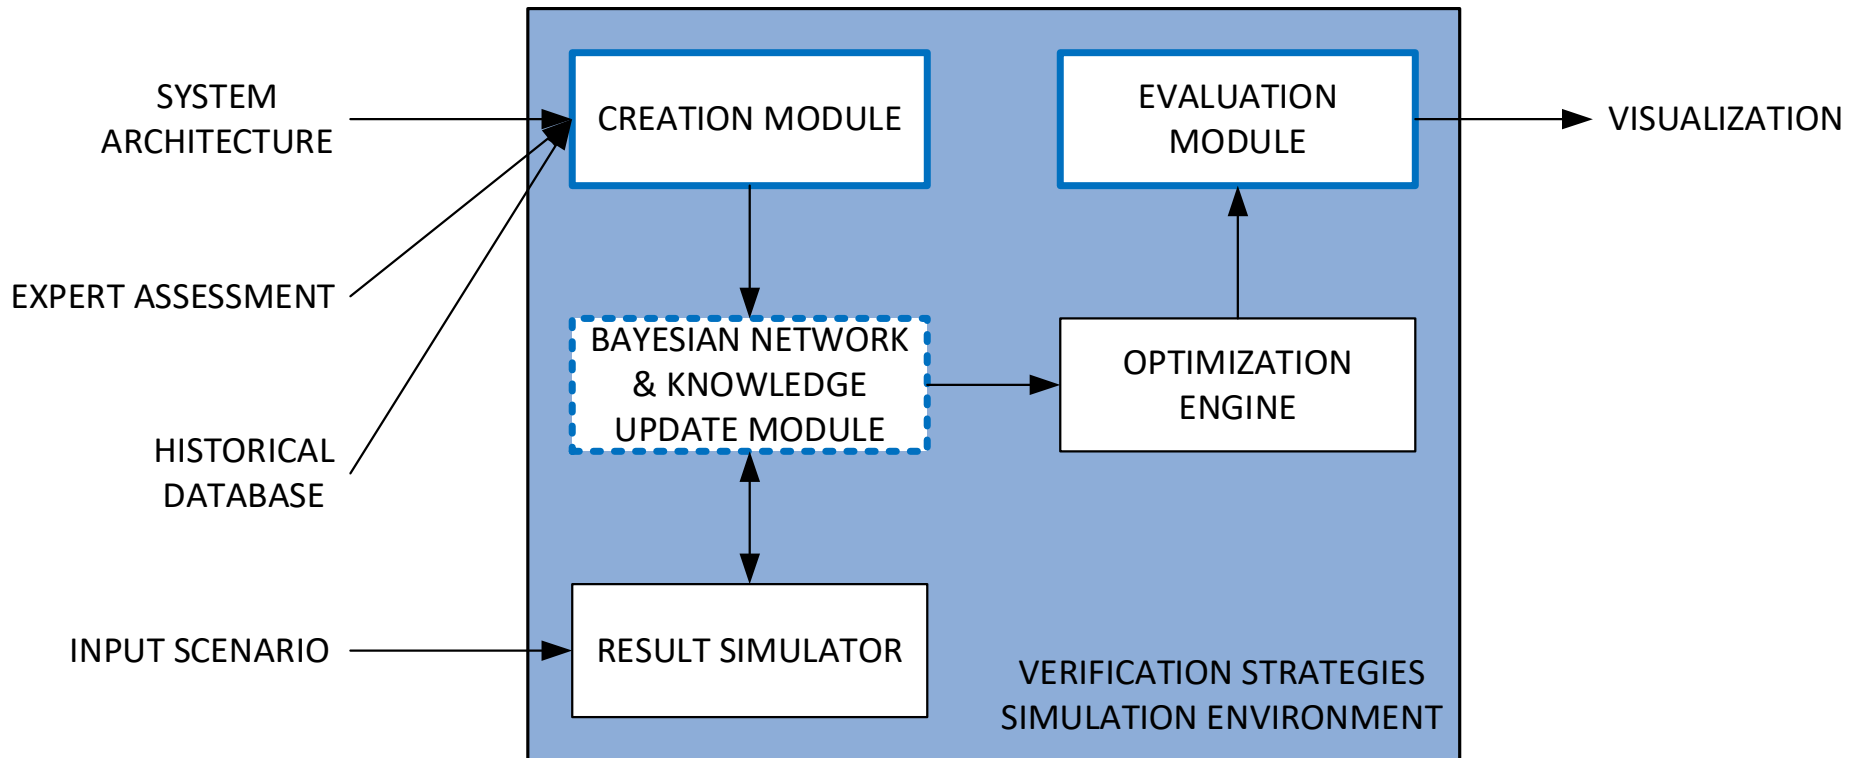 SYSTEM
ARCHITECTURE
EXPERT ASSESSMENT
HISTORICAL
DATABASE
INPUT SCENARIO
CREATION MODULE
BAYESIAN NETWORK
& KNOWLEDGE
UPDATE MODULE
RESULT SIMULATOR
EVALUATION
MODULE
OPTIMIZATION
ENGINE
VERIFICATION STRATEGIES
SIMULATION ENVIRONMENT
VISUALIZATION